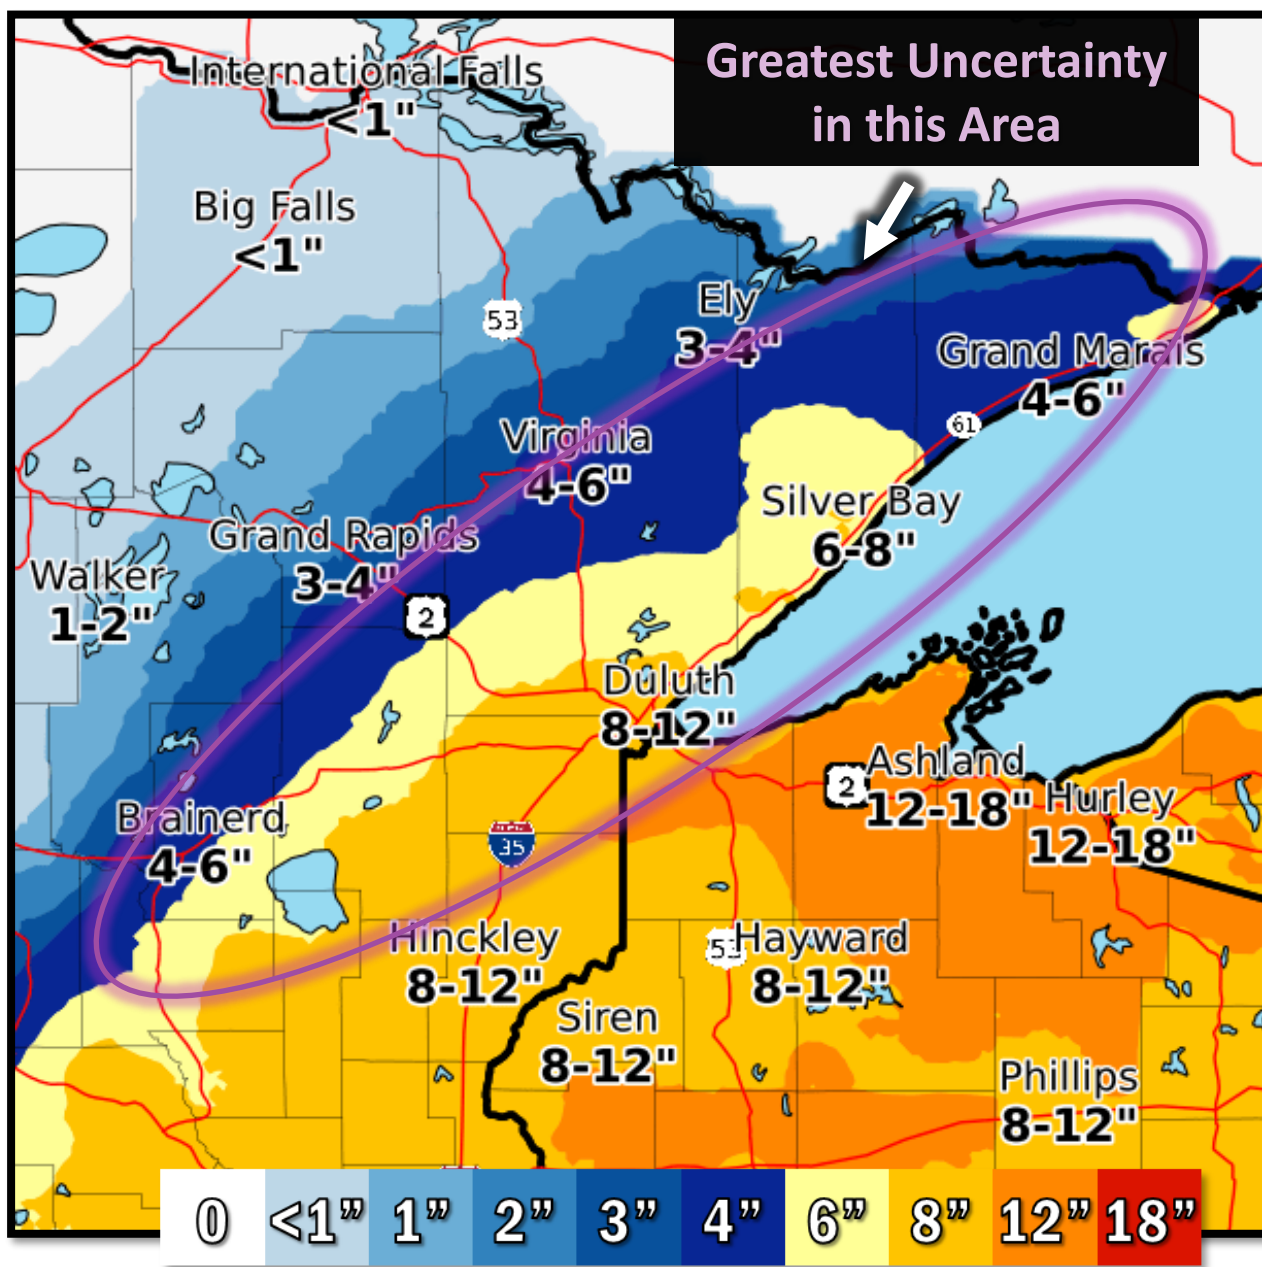 Greatest Uncertainty
in this Area
International Falls
<1"
Big Falls
<1"
53
Ely
3-4"
Grand Marais
4-6"
61
Virginia
4-6"
Silver Bay
6-8"
Grand Rapids
3-4"
Walker
1-2"
2
Duluth
8-12"
2
Ashland
12-18"
Hurley
12-18"
Brainerd
4-6"
35
Hinckley
8-12"
53
Hayward
8-12"
Siren
8-12"
Phillips
8-12"
0 <1” 1” 2” 3” 4” 6” 8” 12” 18”